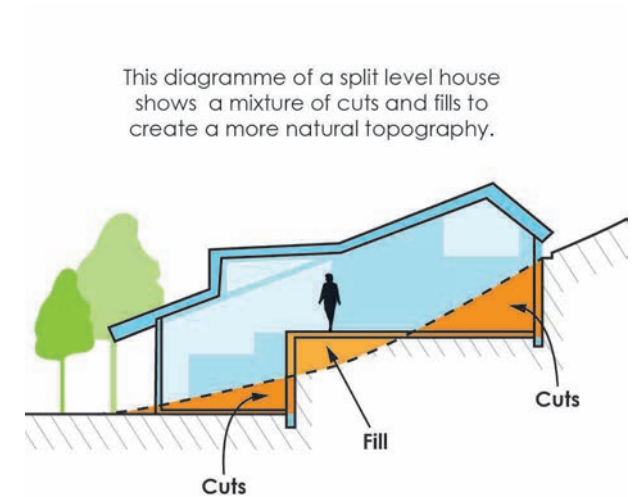 This diagramme of a split level house
shows a mixture of cuts and fills to
create a more natural topography.
Cuts
Fill
Cuts